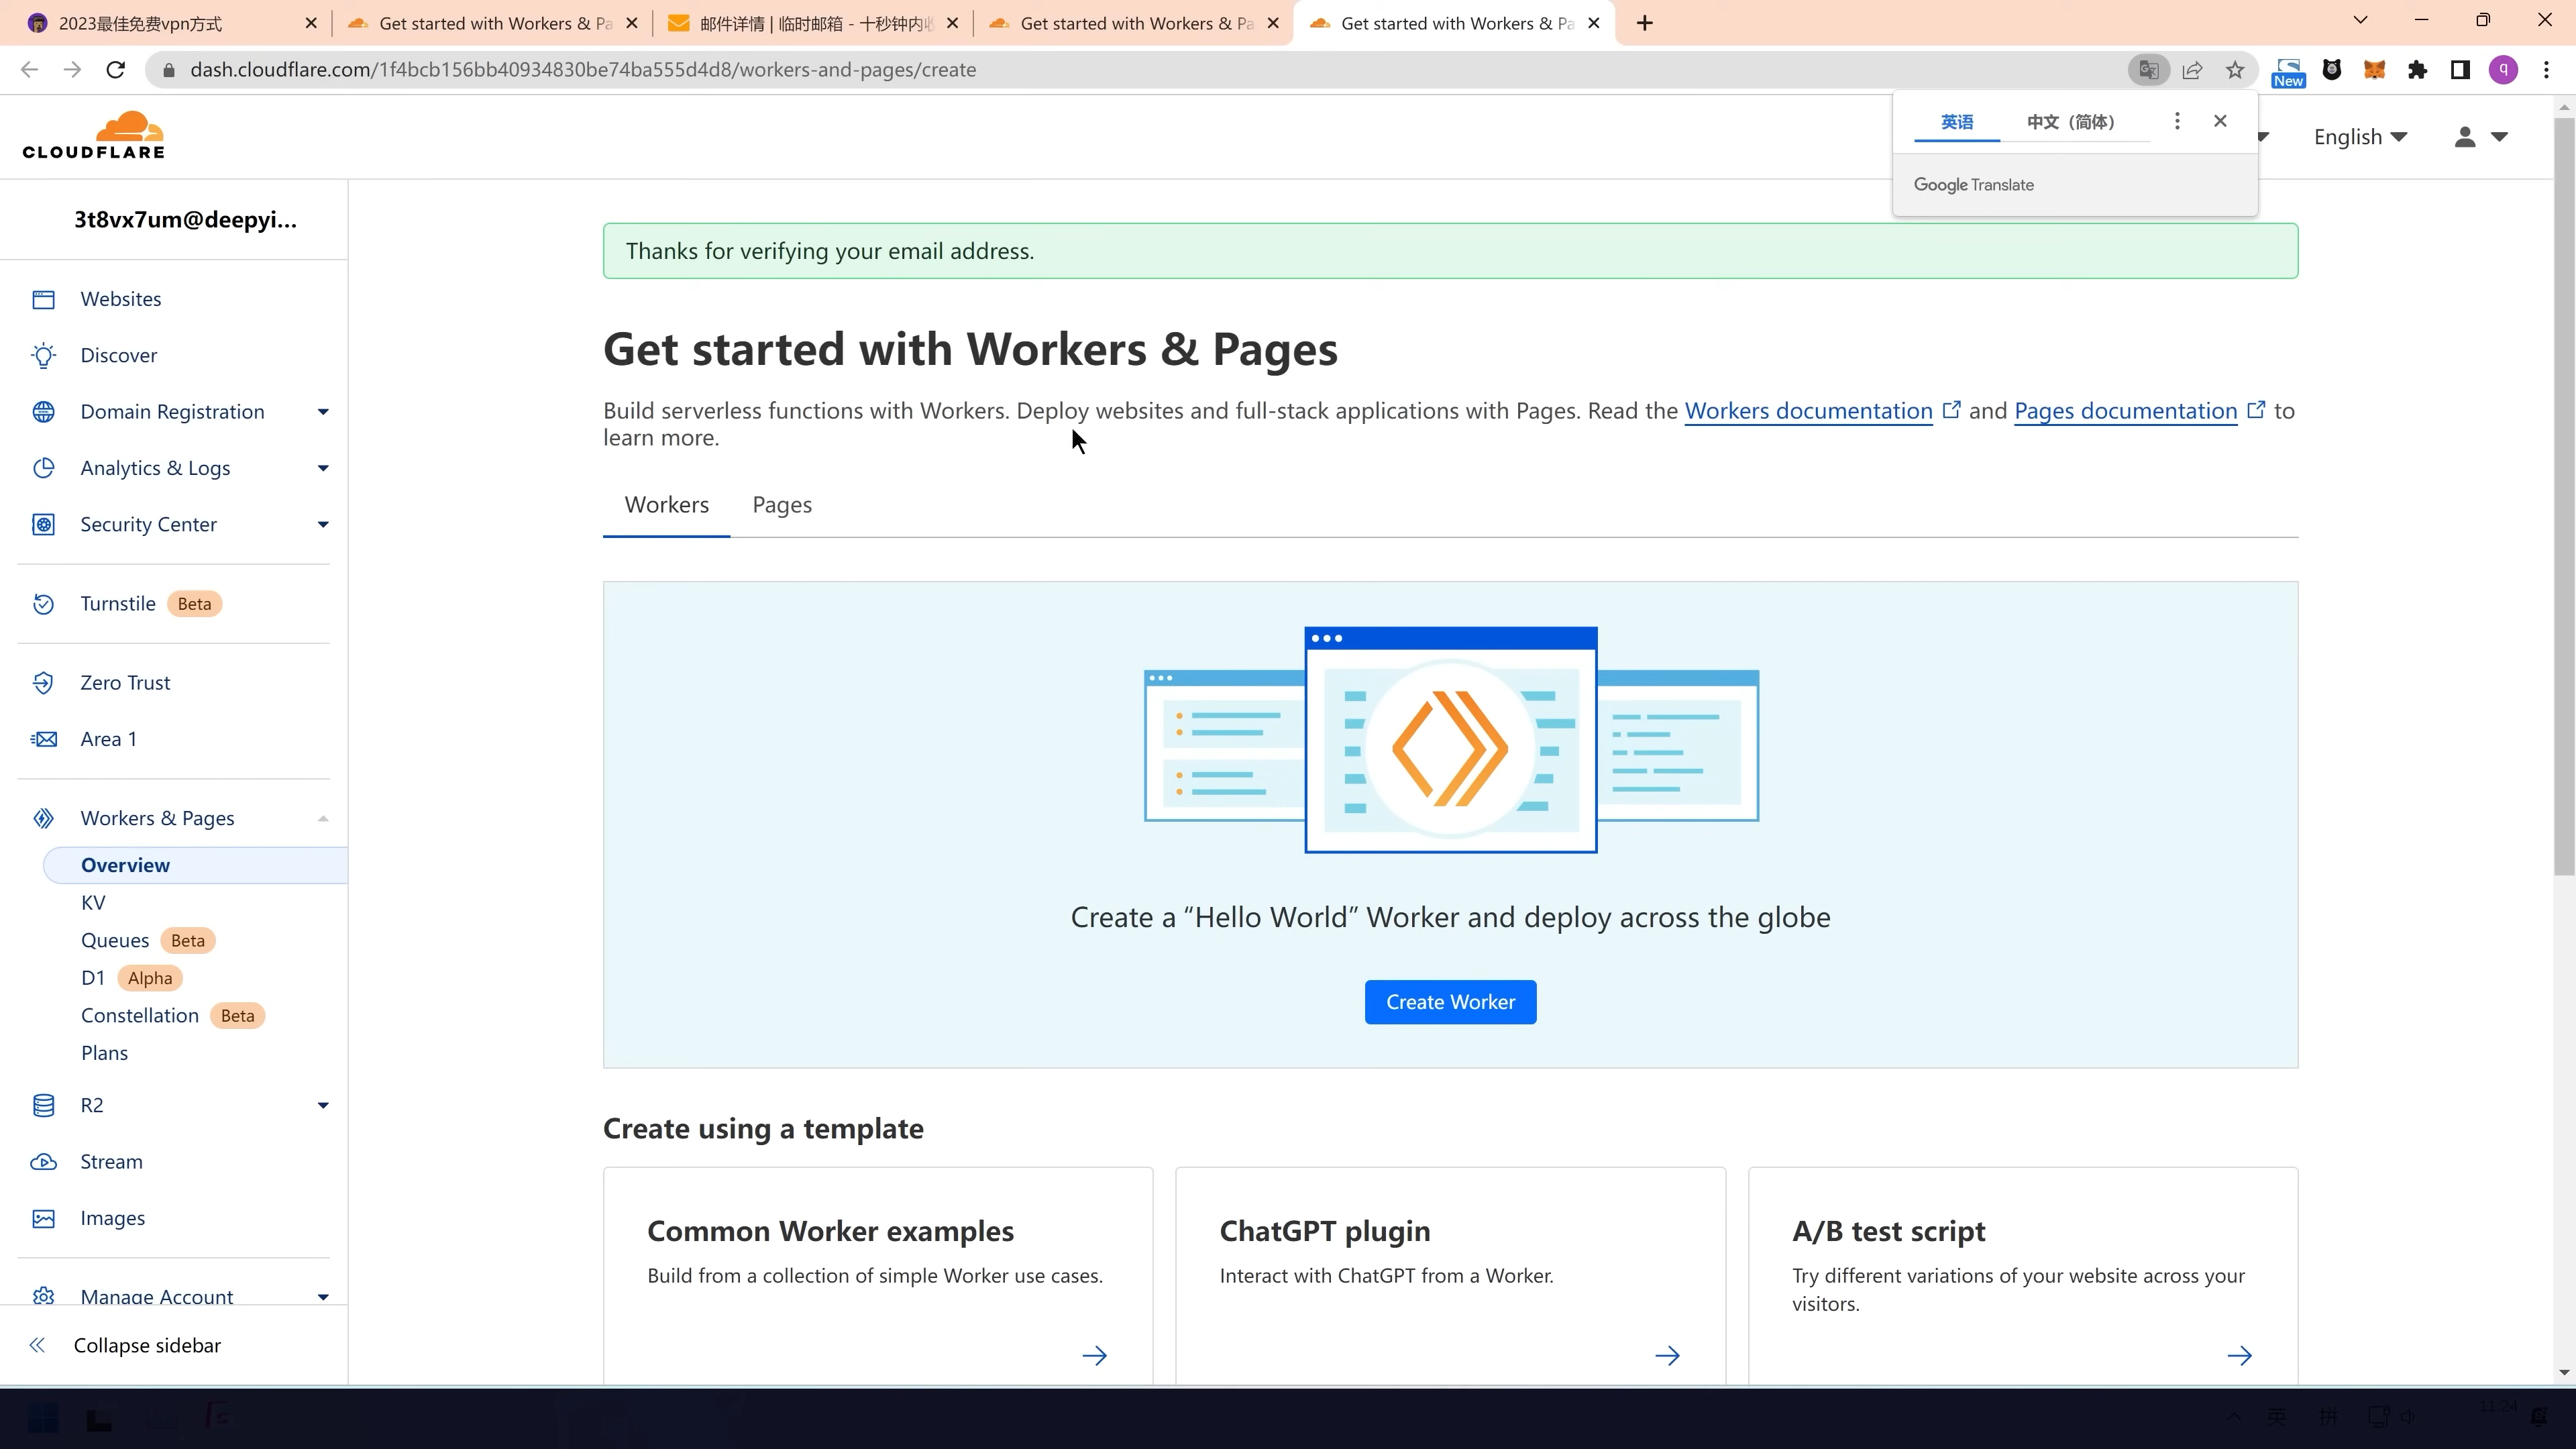 2023最佳免费vpn方式
Get started with Workers & Pa
邮件详情 | 临时邮箱 - 十秒钟内收
Get started with Workers & Pa
Get started with Workers & Pa
dash.cloudflare.com/1f4bcb156bb40934830be74ba555d4d8/workers-and-pages/create
New
q
英语
中文（简体）
Google Translate
CLOUDFLARE
English
3t8vx7um@deepyi...
Websites
Discover
Domain Registration
Analytics & Logs
Security Center
Turnstile Beta
Zero Trust
Area 1
Workers & Pages
Overview
KV
Queues Beta
D1 Alpha
Constellation Beta
Plans
R2
Stream
Images
Manage Account
Collapse sidebar
Thanks for verifying your email address.
Get started with Workers & Pages
Build serverless functions with Workers. Deploy websites and full-stack applications with Pages. Read the Workers documentation and Pages documentation to
learn more.
Workers
Pages
Create a “Hello World” Worker and deploy across the globe
Create Worker
Create using a template
Common Worker examples
Build from a collection of simple Worker use cases.
ChatGPT plugin
Interact with ChatGPT from a Worker.
A/B test script
Try different variations of your website across your
visitors.
英
拼
11:24